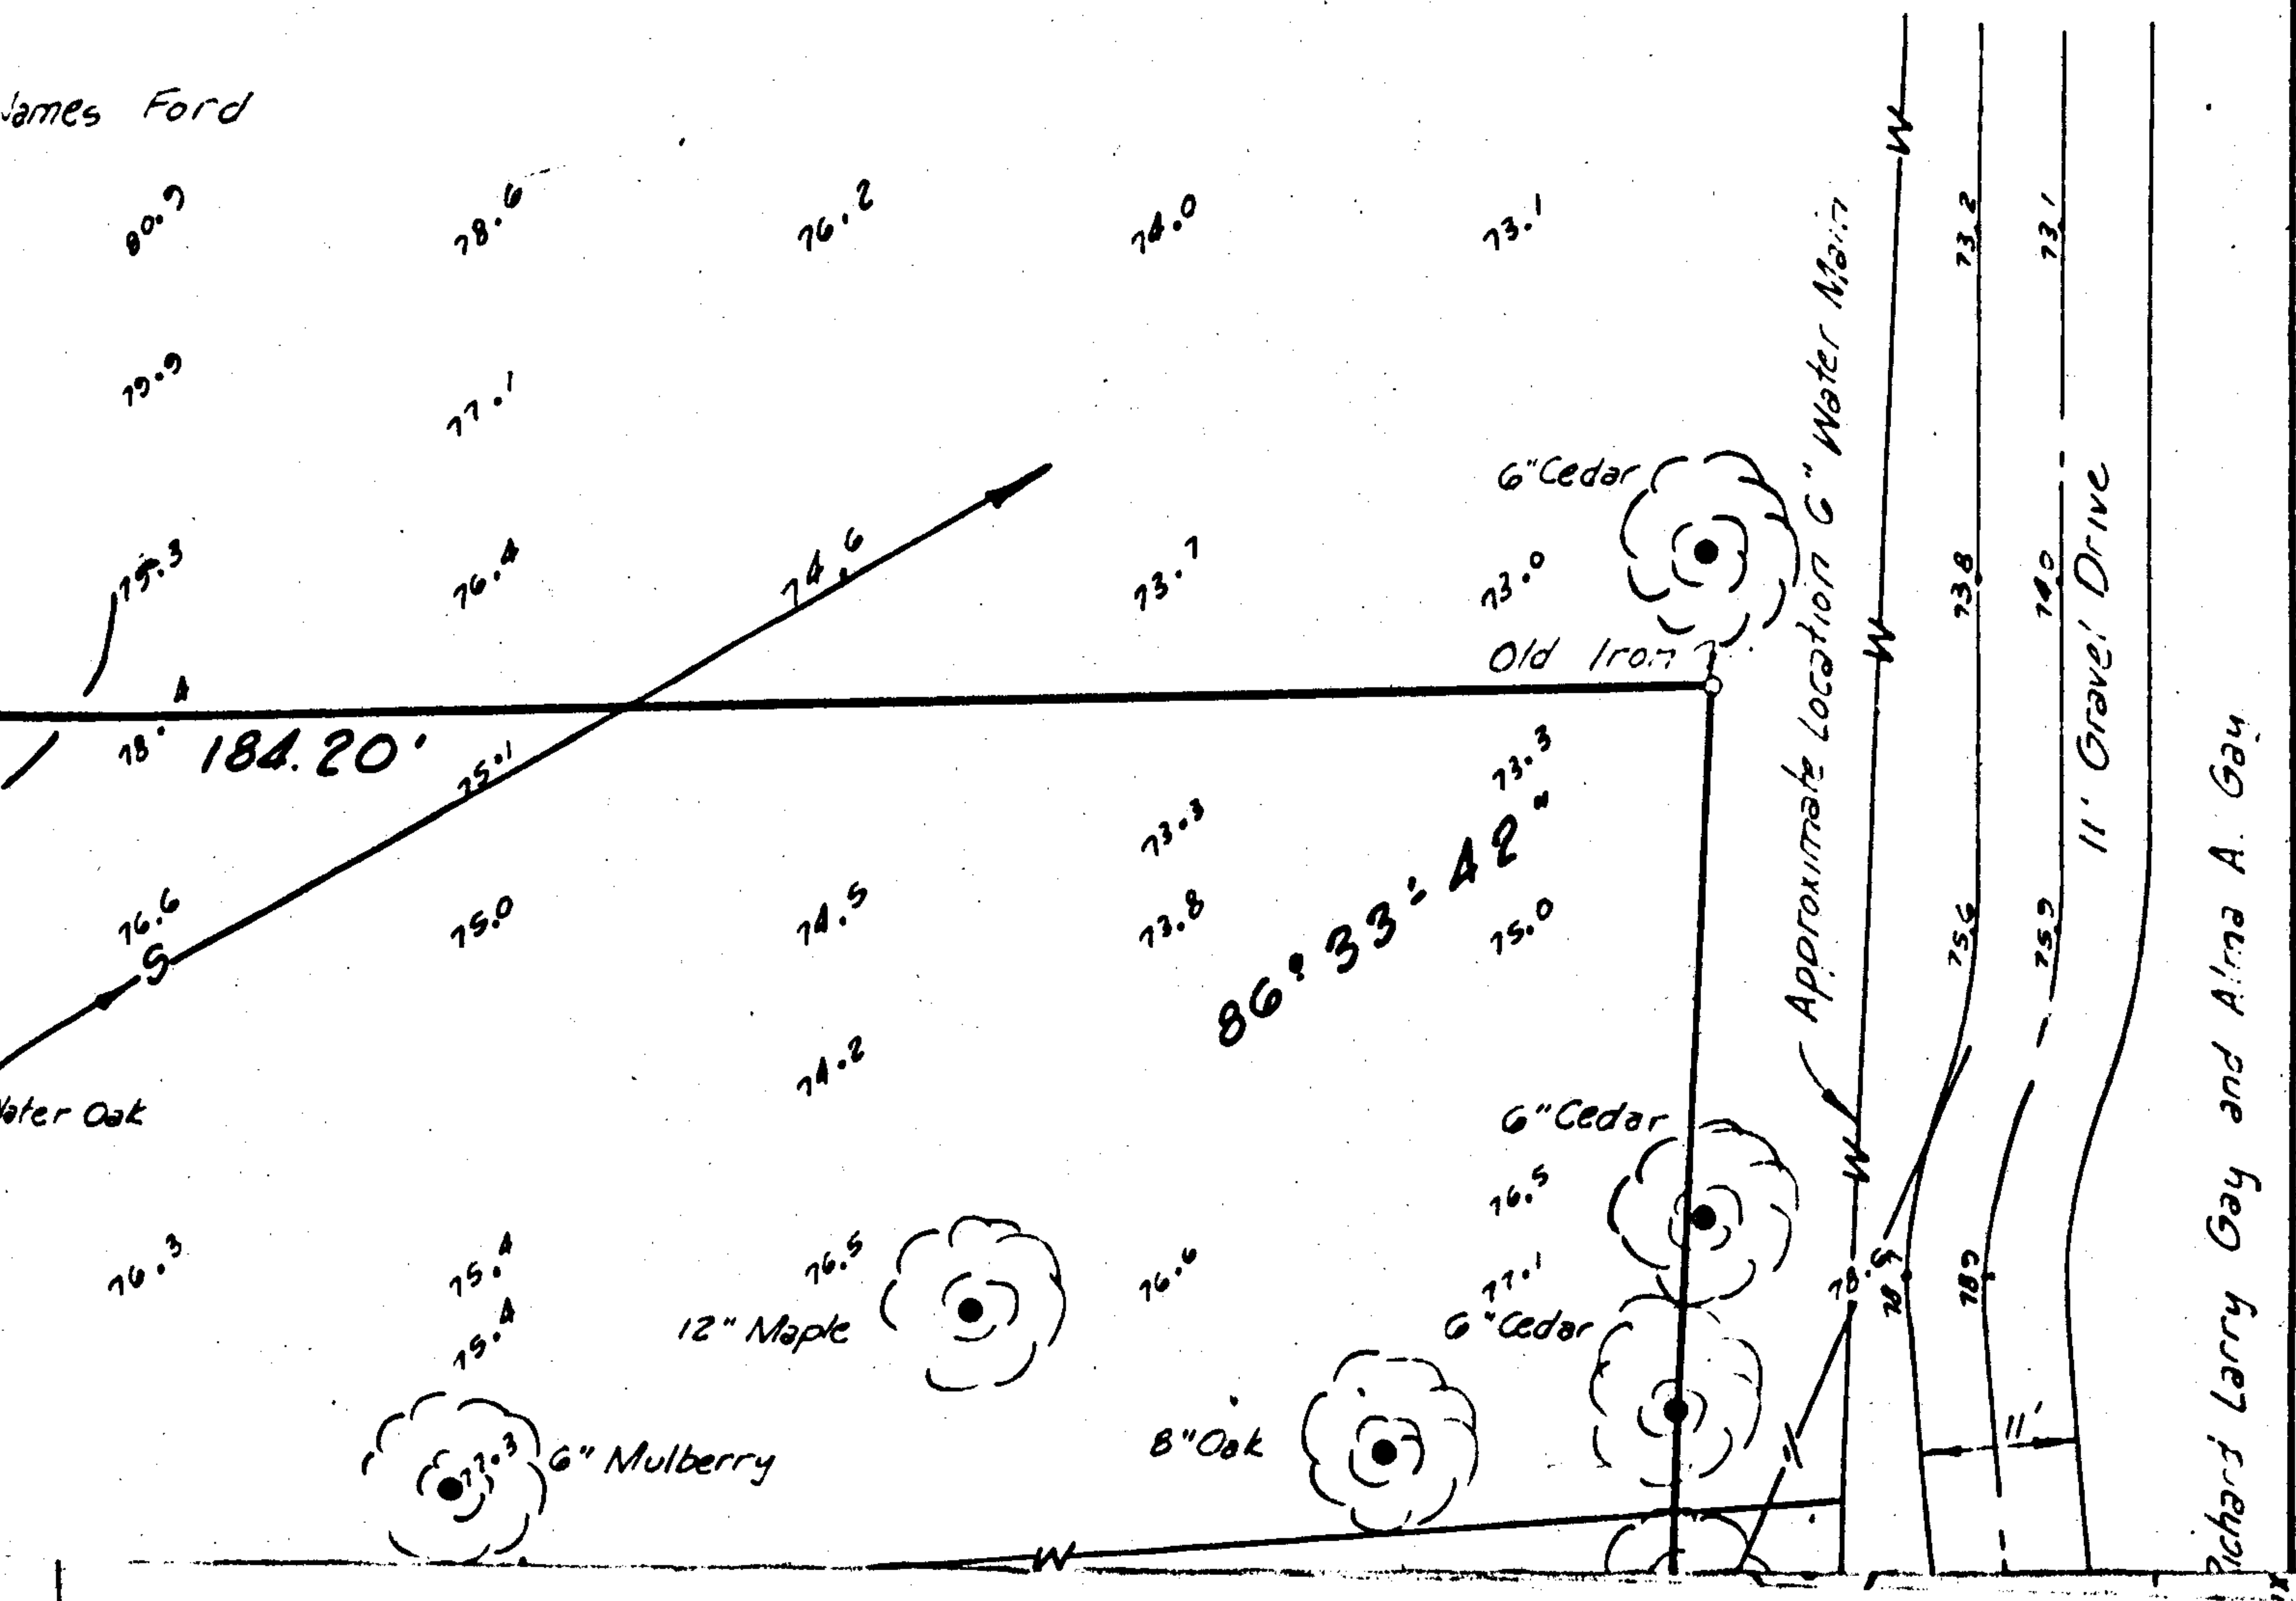 James Ford
80.9 78.6 76.2 74.0 73.1 73.2 73.1
79.9 77.1
6" Cedar
75.3 76.4 74.6 73.7 73.0 73.8 74.0
Old Iron
78.4 184.20' 75.1 73.3
73.3
86°33'42"
76.6 75.0 74.5 73.8 75.0 75.6 75.9
S
74.2
Water Oak
6" Cedar
76.5
76.3 75.4 76.5 76.6 77.1 78.9 78.9
75.4
12" Maple
6" Cedar
77.3 6" Mulberry
8" Oak
11'
W
W
W
W
Approximate Location 6" Water Main
11' Gravel Drive
Richard Larry Gay and Alma A. Gay